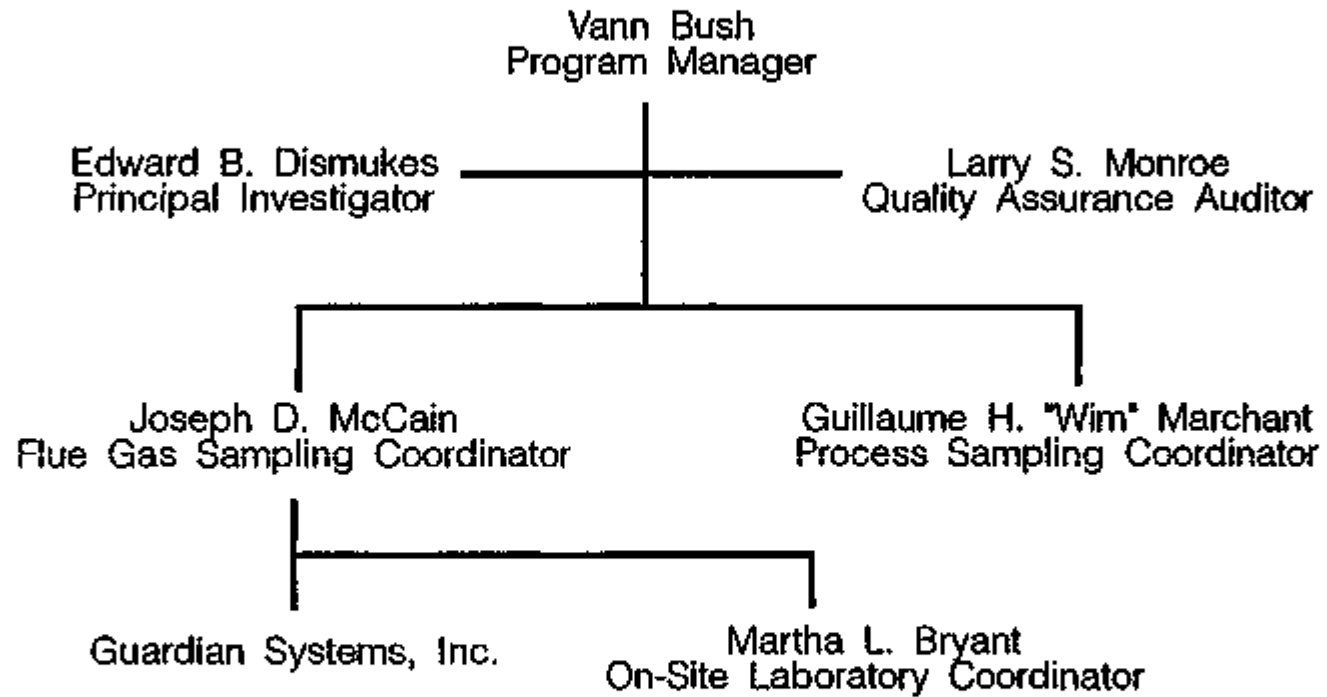 Vann Bush
Program Manager
Edward B. Dismukes
Principal Investigator
Larry S. Monroe
Quality Assurance Auditor
Joseph D. McCain
Flue Gas Sampling Coordinator
Guillaume H. "Wim" Marchant
Process Sampling Coordinator
Guardian Systems, Inc.
Martha L. Bryant
On-Site Laboratory Coordinator